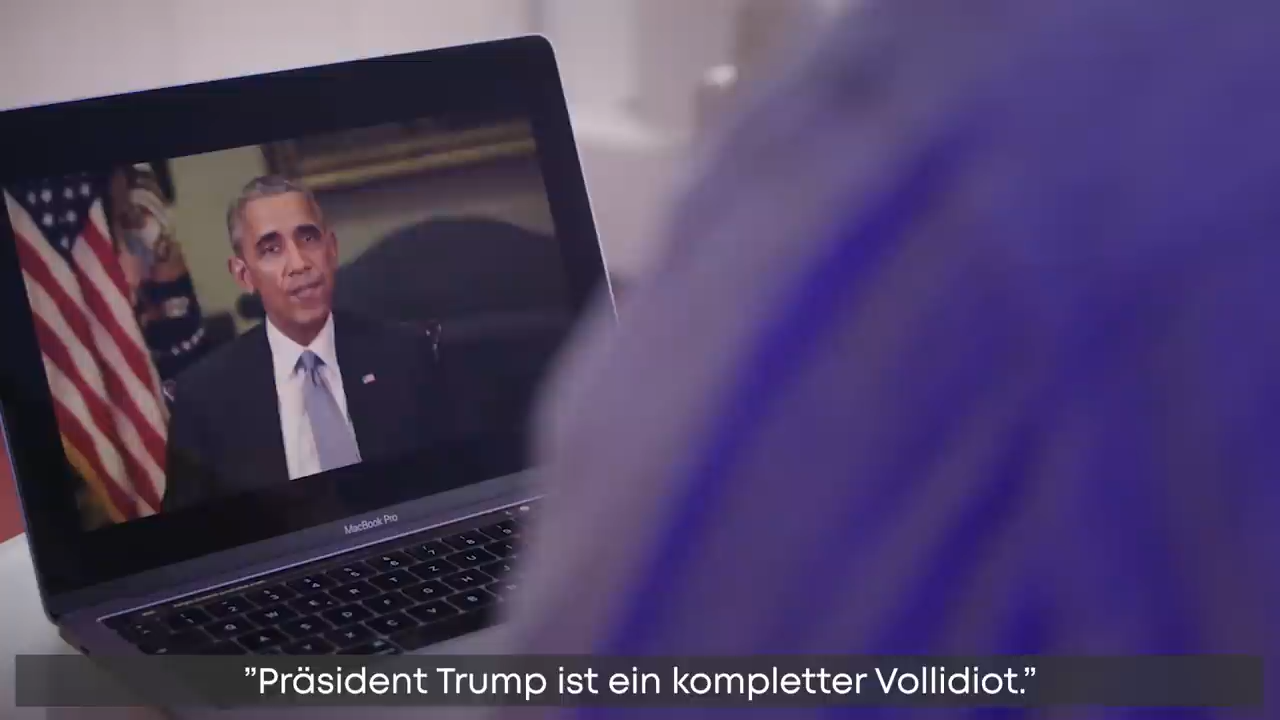 MacBook Pro
”Präsident Trump ist ein kompletter Vollidiot.”